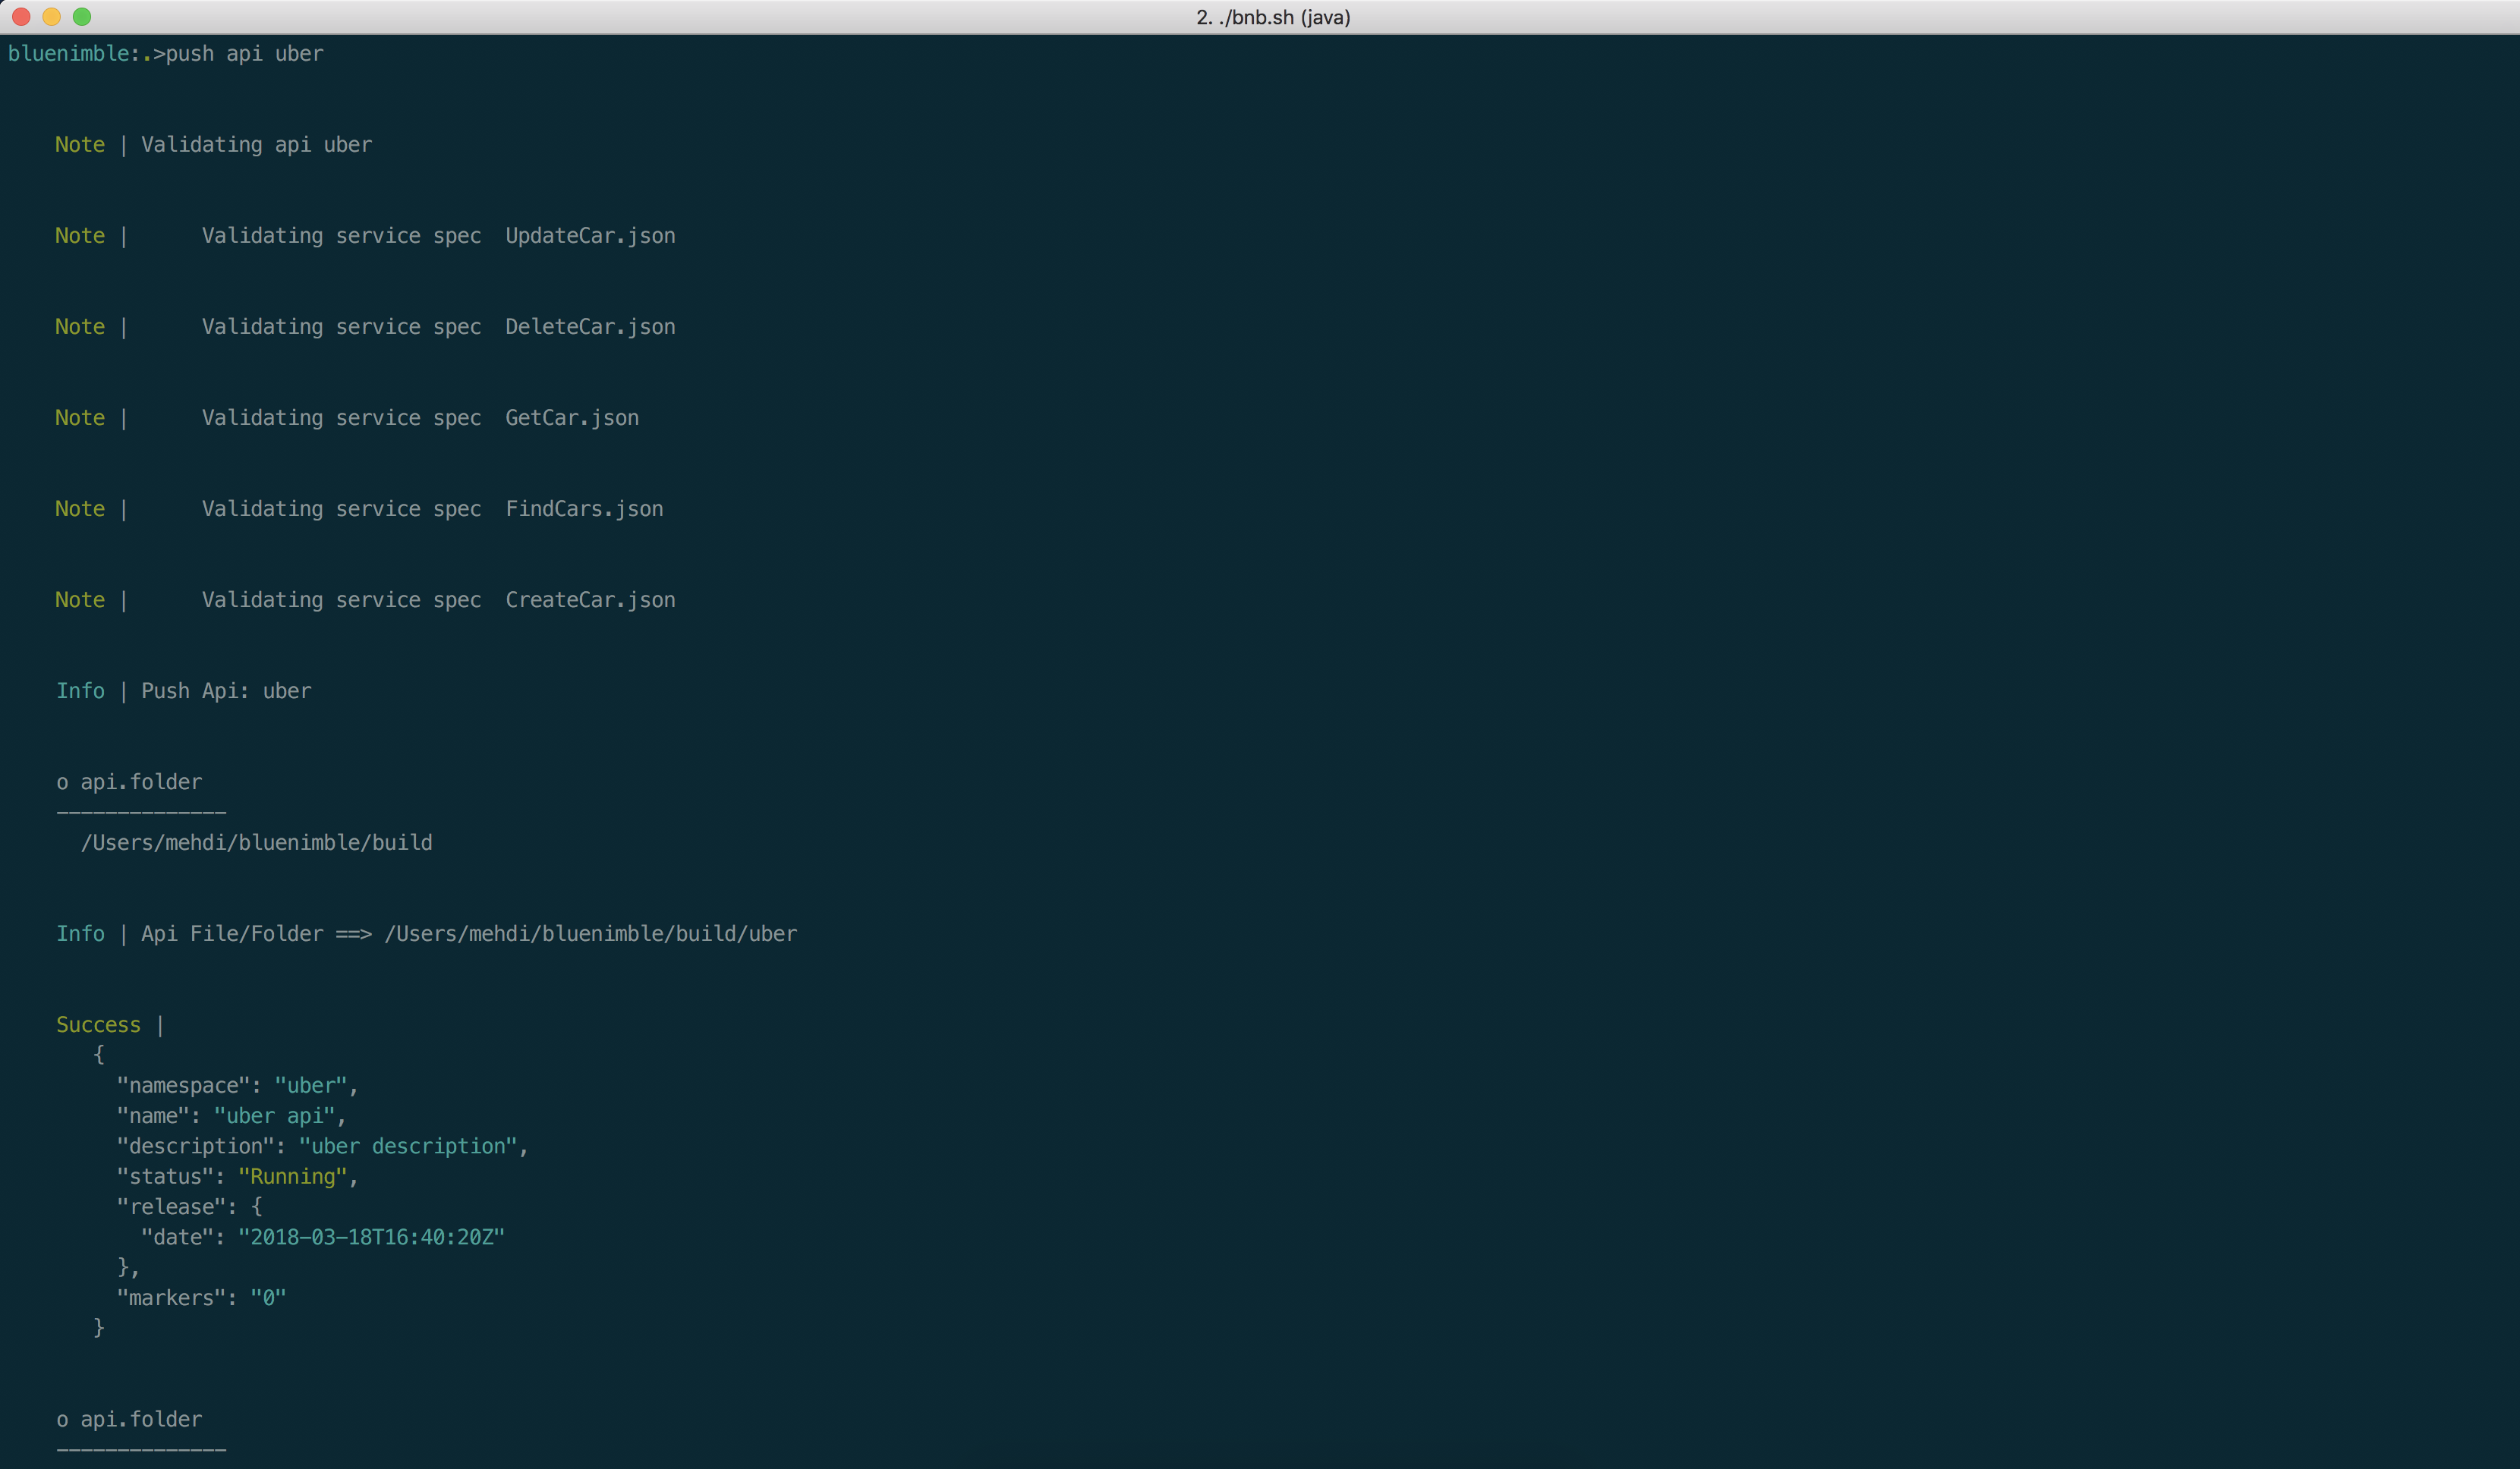 2. ./bnb.sh (java)
bluenimble:.>push api uber
Note | Validating api uber
Note |      Validating service spec  UpdateCar.json
Note |      Validating service spec  DeleteCar.json
Note |      Validating service spec  GetCar.json
Note |      Validating service spec  FindCars.json
Note |      Validating service spec  CreateCar.json
Info | Push Api: uber
o api.folder
--------------
/Users/mehdi/bluenimble/build
Info | Api File/Folder ==> /Users/mehdi/bluenimble/build/uber
Success |
{
"namespace": "uber",
"name": "uber api",
"description": "uber description",
"status": "Running",
"release": {
"date": "2018-03-18T16:40:20Z"
},
"markers": "0"
}
o api.folder
--------------